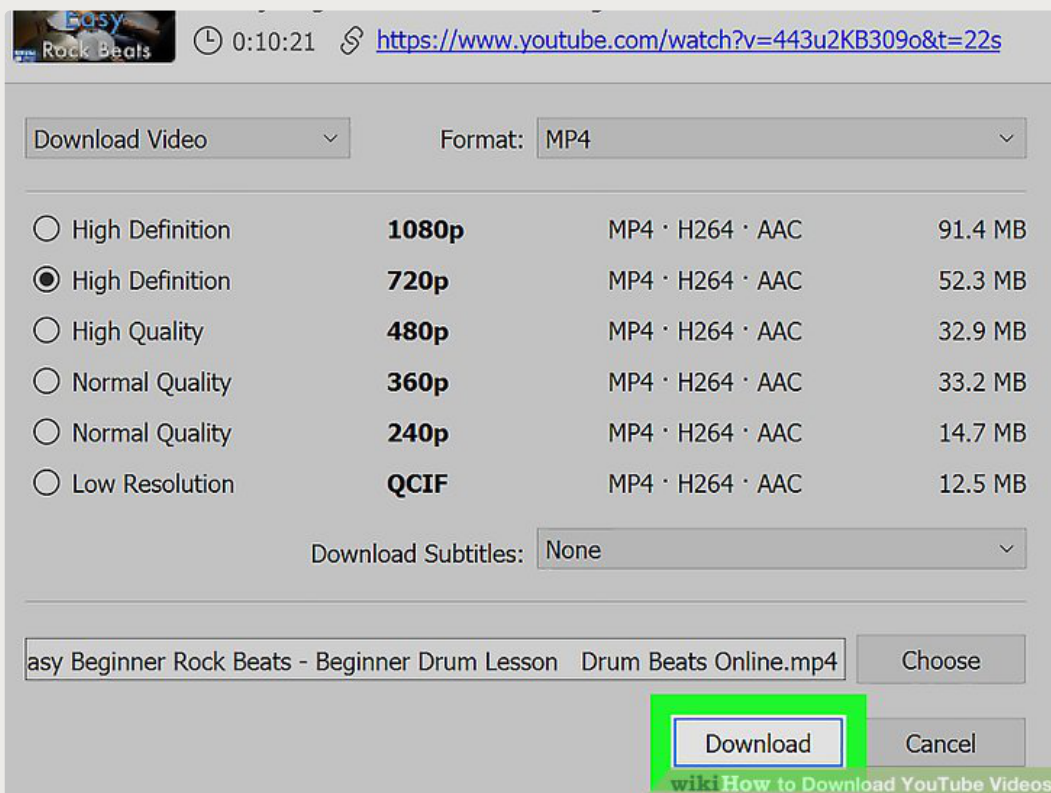 Easy
Rock Beats
0:10:21 https://www.youtube.com/watch?v=443u2KB309o&t=22s
Download Video Format: MP4
High Definition 1080p MP4 · H264 · AAC 91.4 MB
High Definition 720p MP4 · H264 · AAC 52.3 MB
High Quality 480p MP4 · H264 · AAC 32.9 MB
Normal Quality 360p MP4 · H264 · AAC 33.2 MB
Normal Quality 240p MP4 · H264 · AAC 14.7 MB
Low Resolution QCIF MP4 · H264 · AAC 12.5 MB
Download Subtitles: None
asy Beginner Rock Beats - Beginner Drum Lesson Drum Beats Online.mp4 Choose
Download Cancel
wikiHow to Download YouTube Videos